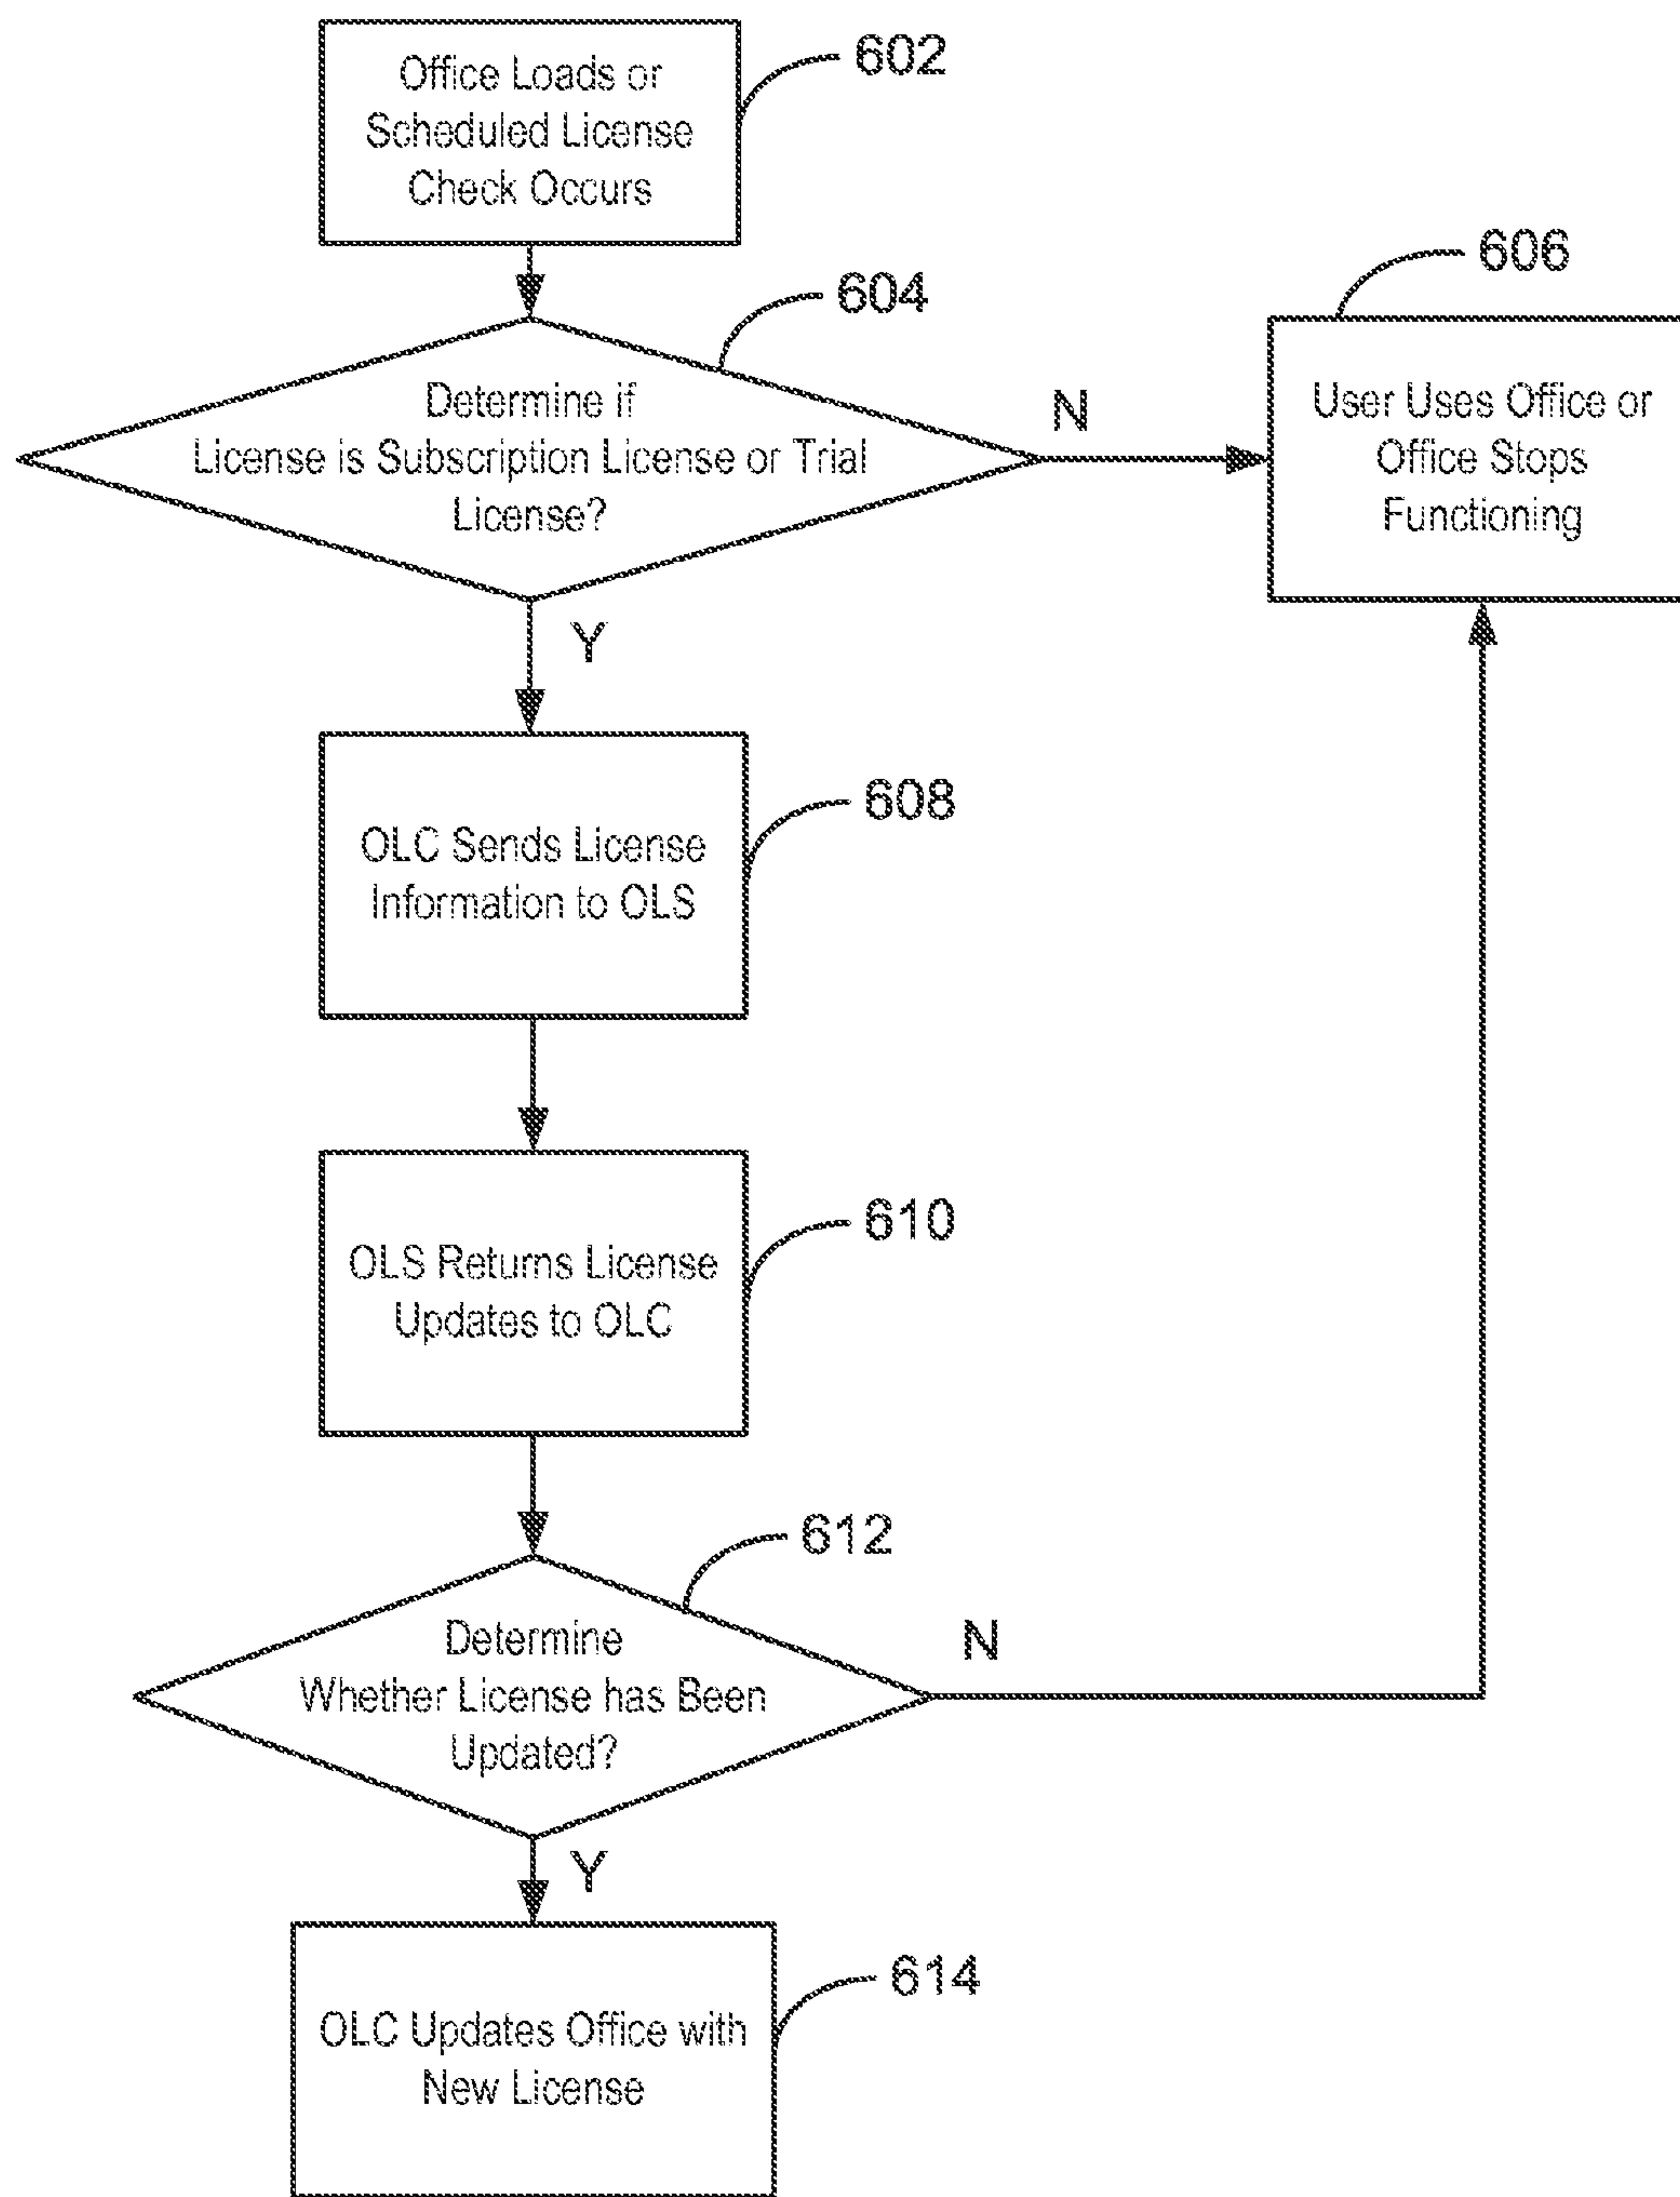 Office Loads or
Scheduled License
Check Occurs
602
604
606
Determine if
License is Subscription License or Trial
License?
N
User Uses Office or
Office Stops
Functioning
Y
OLC Sends License
Information to OLS
608
OLS Returns License
Updates to OLC
610
612
Determine
Whether License has Been
Updated?
N
Y
OLC Updates Office with
New License
614